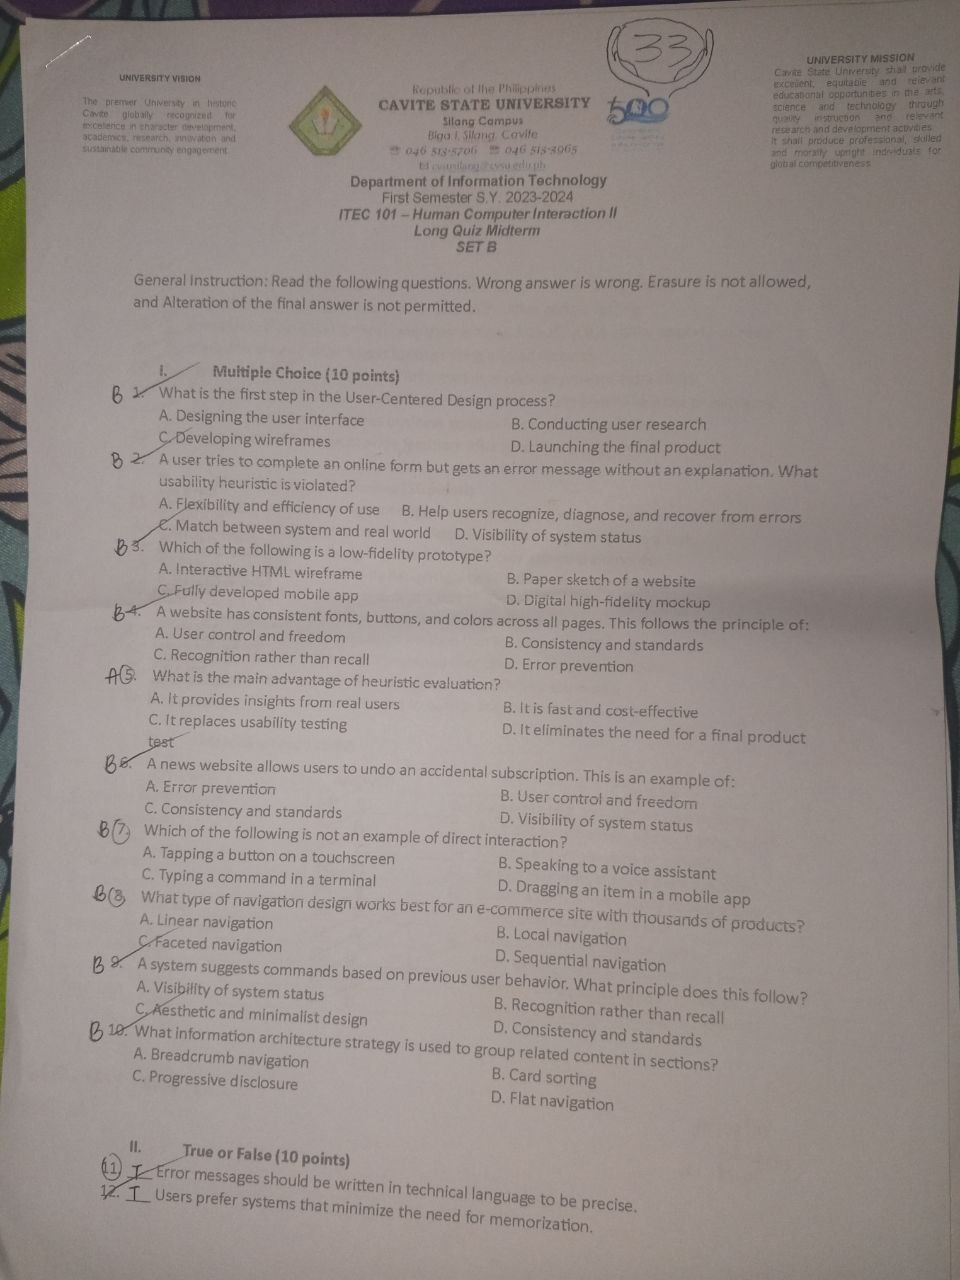 33
UNIVERSITY VISION
The premier University in historic
Cavite globally recognized for
excellence in character development,
academics, research, innovation and
sustainable community engagement.
Republic of the Philippines
CAVITE STATE UNIVERSITY
Silang Campus
Biga I, Silang, Cavite
☎ 046 513-5706 ☎ 046 513-3965
cvsusilang@cvsu.edu.ph
500
UNIVERSITY MISSION
Cavite State University shall provide
excellent, equitable and relevant
educational opportunities in the arts,
science and technology through
quality instruction and relevant
research and development activities.
It shall produce professional, skilled
and morally upright individuals for
global competitiveness.
Department of Information Technology
First Semester S.Y. 2023-2024
ITEC 101 – Human Computer Interaction II
Long Quiz Midterm
SET B
General Instruction: Read the following questions. Wrong answer is wrong. Erasure is not allowed,
and Alteration of the final answer is not permitted.
I. Multiple Choice (10 points)
B 1. What is the first step in the User-Centered Design process?
A. Designing the user interface B. Conducting user research
C. Developing wireframes D. Launching the final product
B 2. A user tries to complete an online form but gets an error message without an explanation. What
usability heuristic is violated?
A. Flexibility and efficiency of use B. Help users recognize, diagnose, and recover from errors
C. Match between system and real world D. Visibility of system status
B 3. Which of the following is a low-fidelity prototype?
A. Interactive HTML wireframe B. Paper sketch of a website
C. Fully developed mobile app D. Digital high-fidelity mockup
B 4. A website has consistent fonts, buttons, and colors across all pages. This follows the principle of:
A. User control and freedom B. Consistency and standards
C. Recognition rather than recall D. Error prevention
A 5. What is the main advantage of heuristic evaluation?
A. It provides insights from real users B. It is fast and cost-effective
C. It replaces usability testing D. It eliminates the need for a final product
test
B 6. A news website allows users to undo an accidental subscription. This is an example of:
A. Error prevention B. User control and freedom
C. Consistency and standards D. Visibility of system status
B 7. Which of the following is not an example of direct interaction?
A. Tapping a button on a touchscreen B. Speaking to a voice assistant
C. Typing a command in a terminal D. Dragging an item in a mobile app
B 8. What type of navigation design works best for an e-commerce site with thousands of products?
A. Linear navigation B. Local navigation
C. Faceted navigation D. Sequential navigation
B 9. A system suggests commands based on previous user behavior. What principle does this follow?
A. Visibility of system status B. Recognition rather than recall
C. Aesthetic and minimalist design D. Consistency and standards
B 10. What information architecture strategy is used to group related content in sections?
A. Breadcrumb navigation B. Card sorting
C. Progressive disclosure D. Flat navigation
II. True or False (10 points)
11 T Error messages should be written in technical language to be precise.
12. T Users prefer systems that minimize the need for memorization.